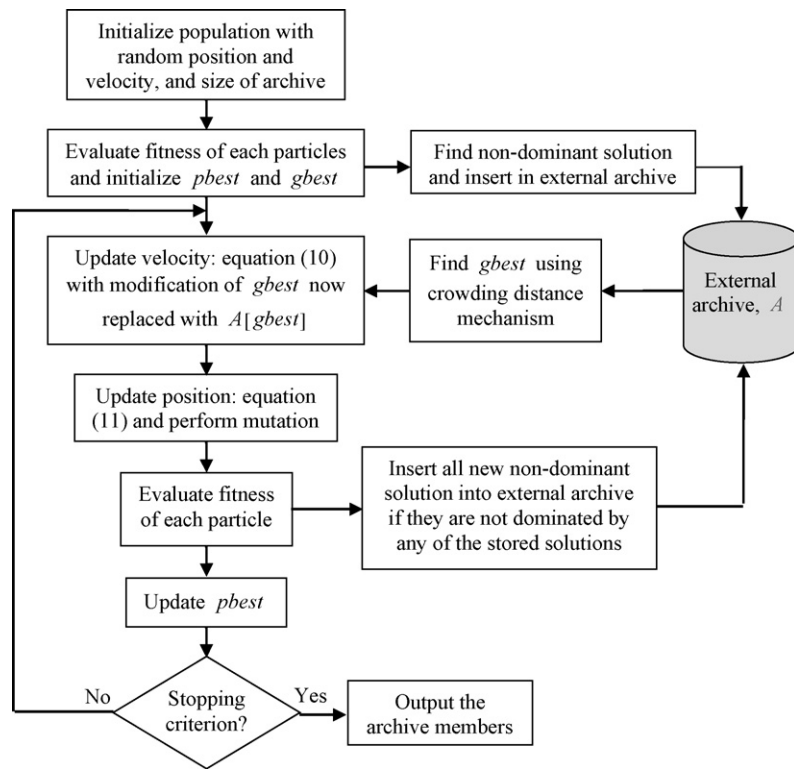 Initialize population with
random position and
velocity, and size of archive
Evaluate fitness of each particles
and initialize pbest and gbest
Find non-dominant solution
and insert in external archive
Update velocity: equation (10)
with modification of gbest now
replaced with A[gbest]
Find gbest using
crowding distance
mechanism
External
archive, A
Update position: equation
(11) and perform mutation
Evaluate fitness
of each particle
Insert all new non-dominant
solution into external archive
if they are not dominated by
any of the stored solutions
Update pbest
No
Stopping
criterion?
Yes
Output the
archive members